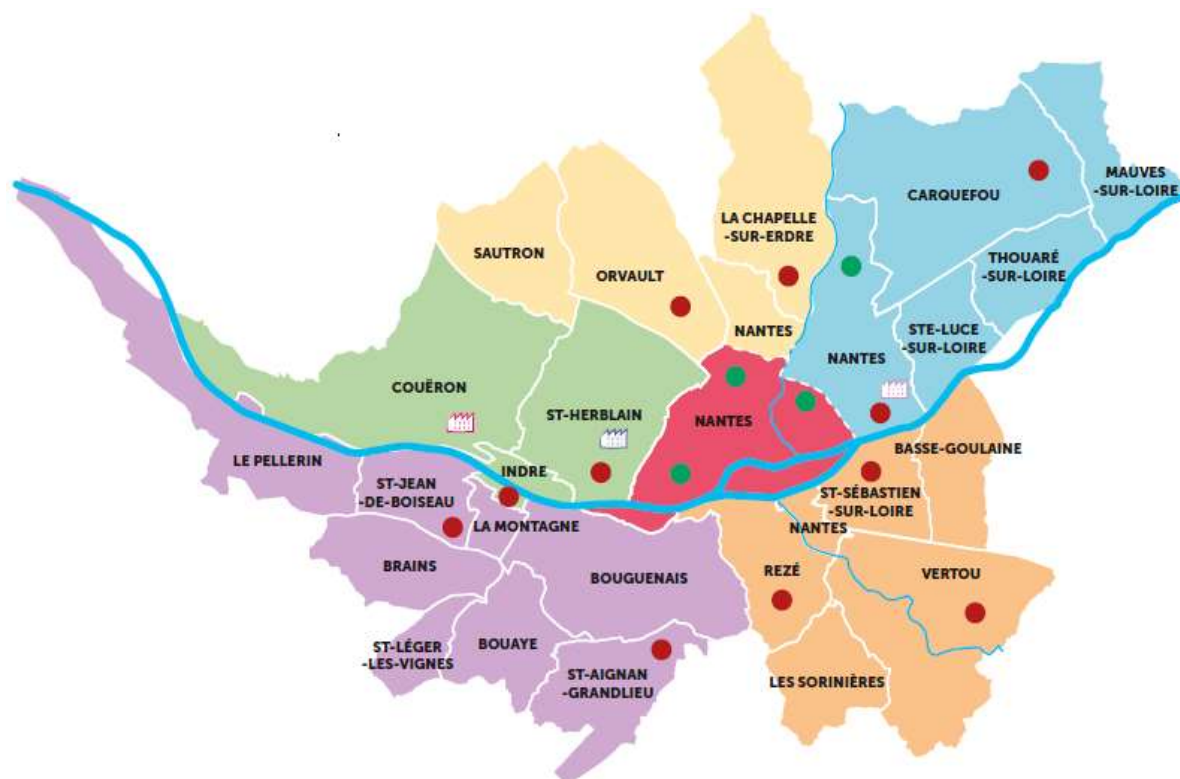 MAUVES
-SUR-LOIRE
CARQUEFOU
LA CHAPELLE
-SUR-ERDRE
SAUTRON
THOUARÉ
-SUR-LOIRE
ORVAULT
NANTES
STE-LUCE
-SUR-LOIRE
NANTES
COUËRON
ST-HERBLAIN
NANTES
BASSE-GOULAINE
LE PELLERIN
INDRE
ST-JEAN
-DE-BOISEAU
ST-SÉBASTIEN
-SUR-LOIRE
LA MONTAGNE
NANTES
BRAINS
BOUGUENAIS
REZÉ
VERTOU
ST-LÉGER
-LES-VIGNES
BOUAYE
ST-AIGNAN
-GRANDLIEU
LES SORINIÈRES